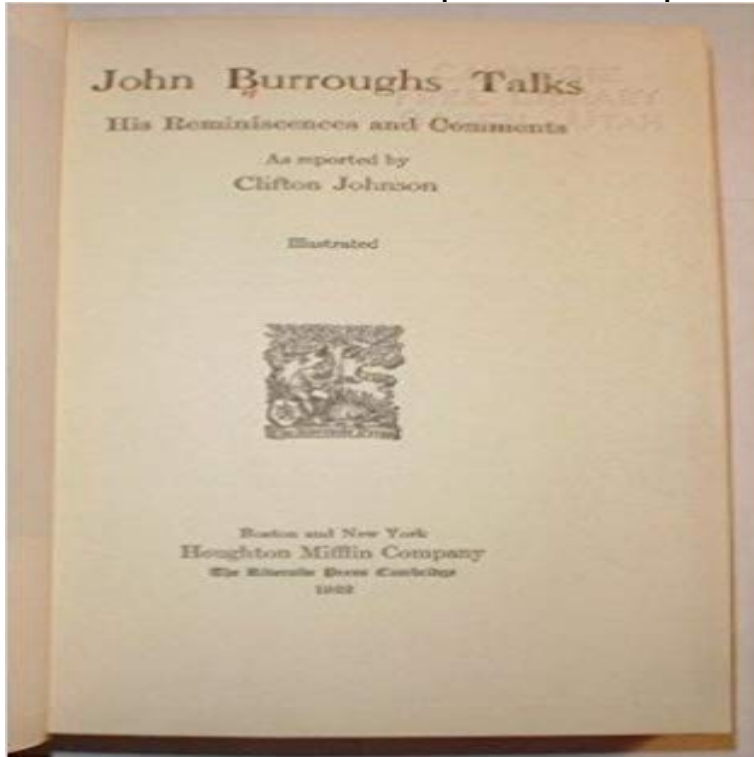 John Burroughs Talks
His Reminiscences and Comments
As reported by
Clifton Johnson
Illustrated
Boston and New York
Houghton Mifflin Company
The Riverside Press Cambridge
1922